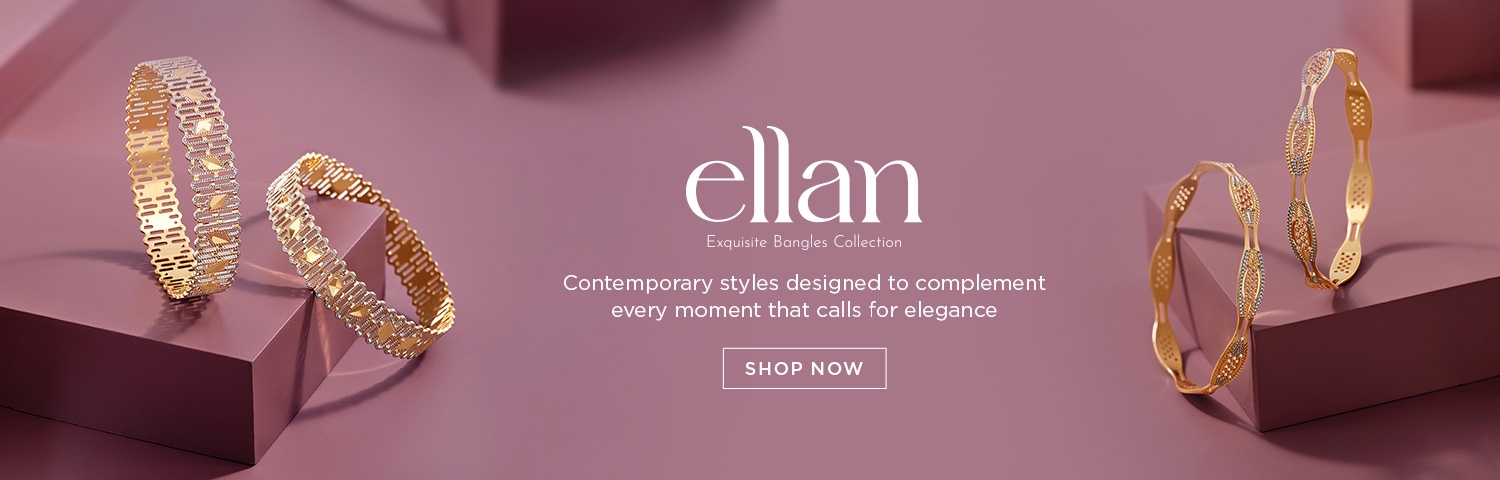 ellan
Exquisite Bangles Collection
Contemporary styles designed to complement
every moment that calls for elegance
SHOP NOW